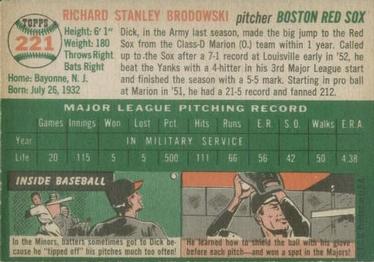 TOPPS
221
RICHARD STANLEY BRODOWSKI pitcher BOSTON RED SOX
Height: 6' 1"
Weight: 180
Throws Right
Bats Right
Home: Bayonne, N. J.
Born: July 26, 1932
Dick, in the Army last season, made the big jump to the Red
Sox from the Class-D Marion (O.) team within 1 year. Called
up to the Sox after a 7-1 record at Louisville early in '52, he
beat the Yanks with a 4-hitter in his 3rd Major League start
and finished the season with a 5-5 mark. Starting in pro ball
at Marion in '51, he had a 21-5 record and fanned 212.
MAJOR LEAGUE PITCHING RECORD
Games Innings Won Lost Pct. Hits Runs E.R. S.O. Walks E.R.A.
Year IN MILITARY SERVICE
Life 20 115 5 5 .500 111 66 56 42 50 4.38
INSIDE BASEBALL
In the Minors, batters sometimes got to Dick be-
cause he "tipped off" his pitches too often!
He learned how to shield the ball with his glove
before each pitch—and won a spot in the Majors!